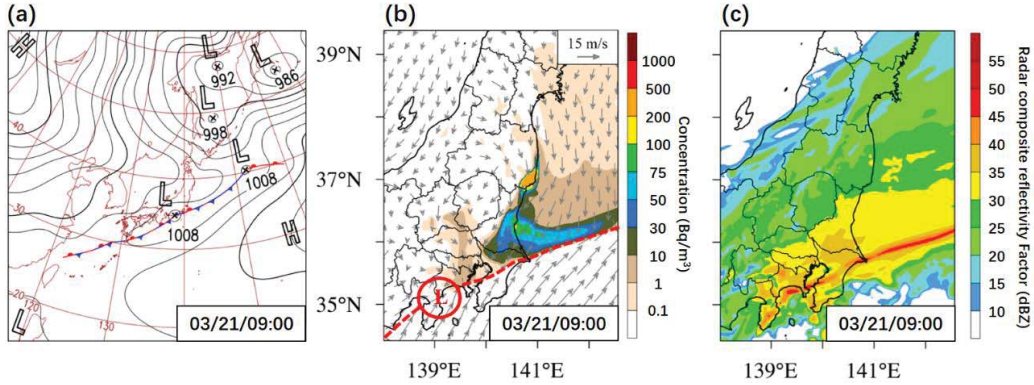 (a)
H
L
992
L
986
L
998
L
1008
L
1008
H
L
40
30
20
120
130
03/21/09:00
(b)
39°N
37°N
35°N
139°E
141°E
15 m/s
L
03/21/09:00
1000
500
200
100
75
50
30
10
1
0.1
Concentration (Bq/m³)
(c)
139°E
141°E
03/21/09:00
55
50
45
40
35
30
25
20
15
10
Radar composite reflectivity Factor (dBZ)